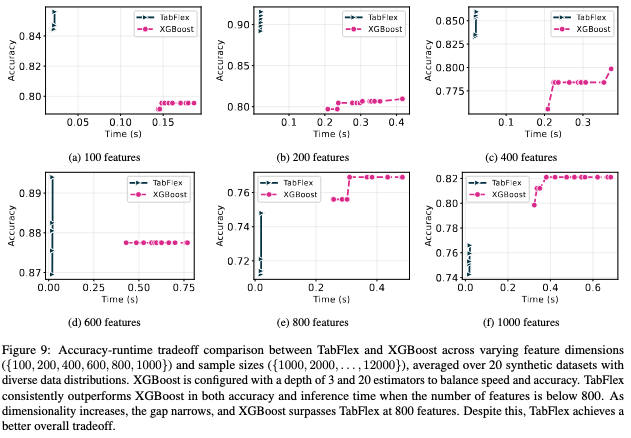 TabFlex
XGBoost
Accuracy
0.84
0.82
0.80
0.05 0.10 0.15
Time (s)
(a) 100 features
TabFlex
XGBoost
Accuracy
0.90
0.85
0.80
0.1 0.2 0.3 0.4
Time (s)
(b) 200 features
TabFlex
XGBoost
Accuracy
0.850
0.825
0.800
0.775
0.1 0.2 0.3
Time (s)
(c) 400 features
TabFlex
XGBoost
Accuracy
0.89
0.88
0.87
0.00 0.25 0.50 0.75
Time (s)
(d) 600 features
TabFlex
XGBoost
Accuracy
0.76
0.74
0.72
0.0 0.2 0.4
Time (s)
(e) 800 features
TabFlex
XGBoost
Accuracy
0.82
0.80
0.78
0.76
0.74
0.0 0.2 0.4 0.6
Time (s)
(f) 1000 features
Figure 9: Accuracy-runtime tradeoff comparison between TabFlex and XGBoost across varying feature dimensions
({100, 200, 400, 600, 800, 1000}) and sample sizes ({1000, 2000, . . . , 12000}), averaged over 20 synthetic datasets with
diverse data distributions. XGBoost is configured with a depth of 3 and 20 estimators to balance speed and accuracy. TabFlex
consistently outperforms XGBoost in both accuracy and inference time when the number of features is below 800. As
dimensionality increases, the gap narrows, and XGBoost surpasses TabFlex at 800 features. Despite this, TabFlex achieves a
better overall tradeoff.